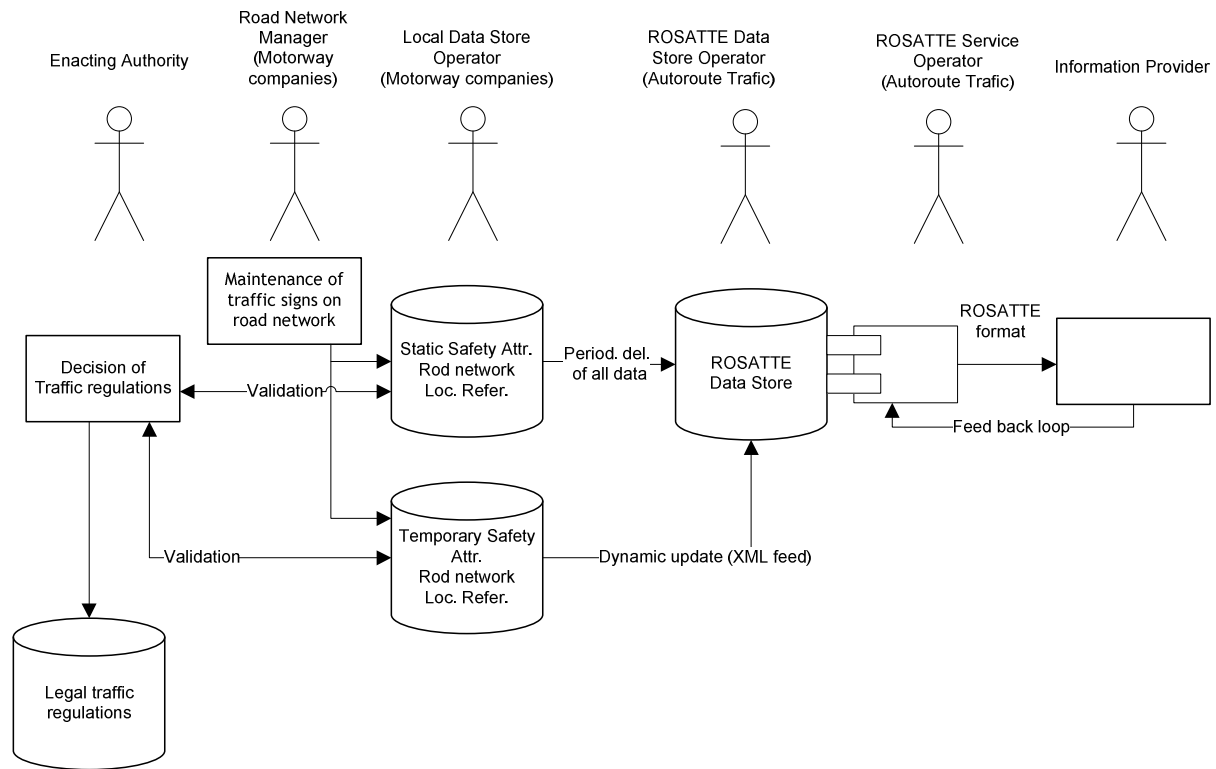 Enacting Authority
Road Network
Manager
(Motorway
companies)
Local Data Store
Operator
(Motorway companies)
ROSATTE Data
Store Operator
(Autoroute Trafic)
ROSATTE Service
Operator
(Autoroute Trafic)
Information Provider
Maintenance of
traffic signs on
road network
Decision of
Traffic regulations
Validation
Static Safety Attr.
Rod network
Loc. Refer.
Period. del.
of all data
ROSATTE
Data Store
ROSATTE
format
Feed back loop
Validation
Temporary Safety
Attr.
Rod network
Loc. Refer.
Dynamic update (XML feed)
Legal traffic
regulations